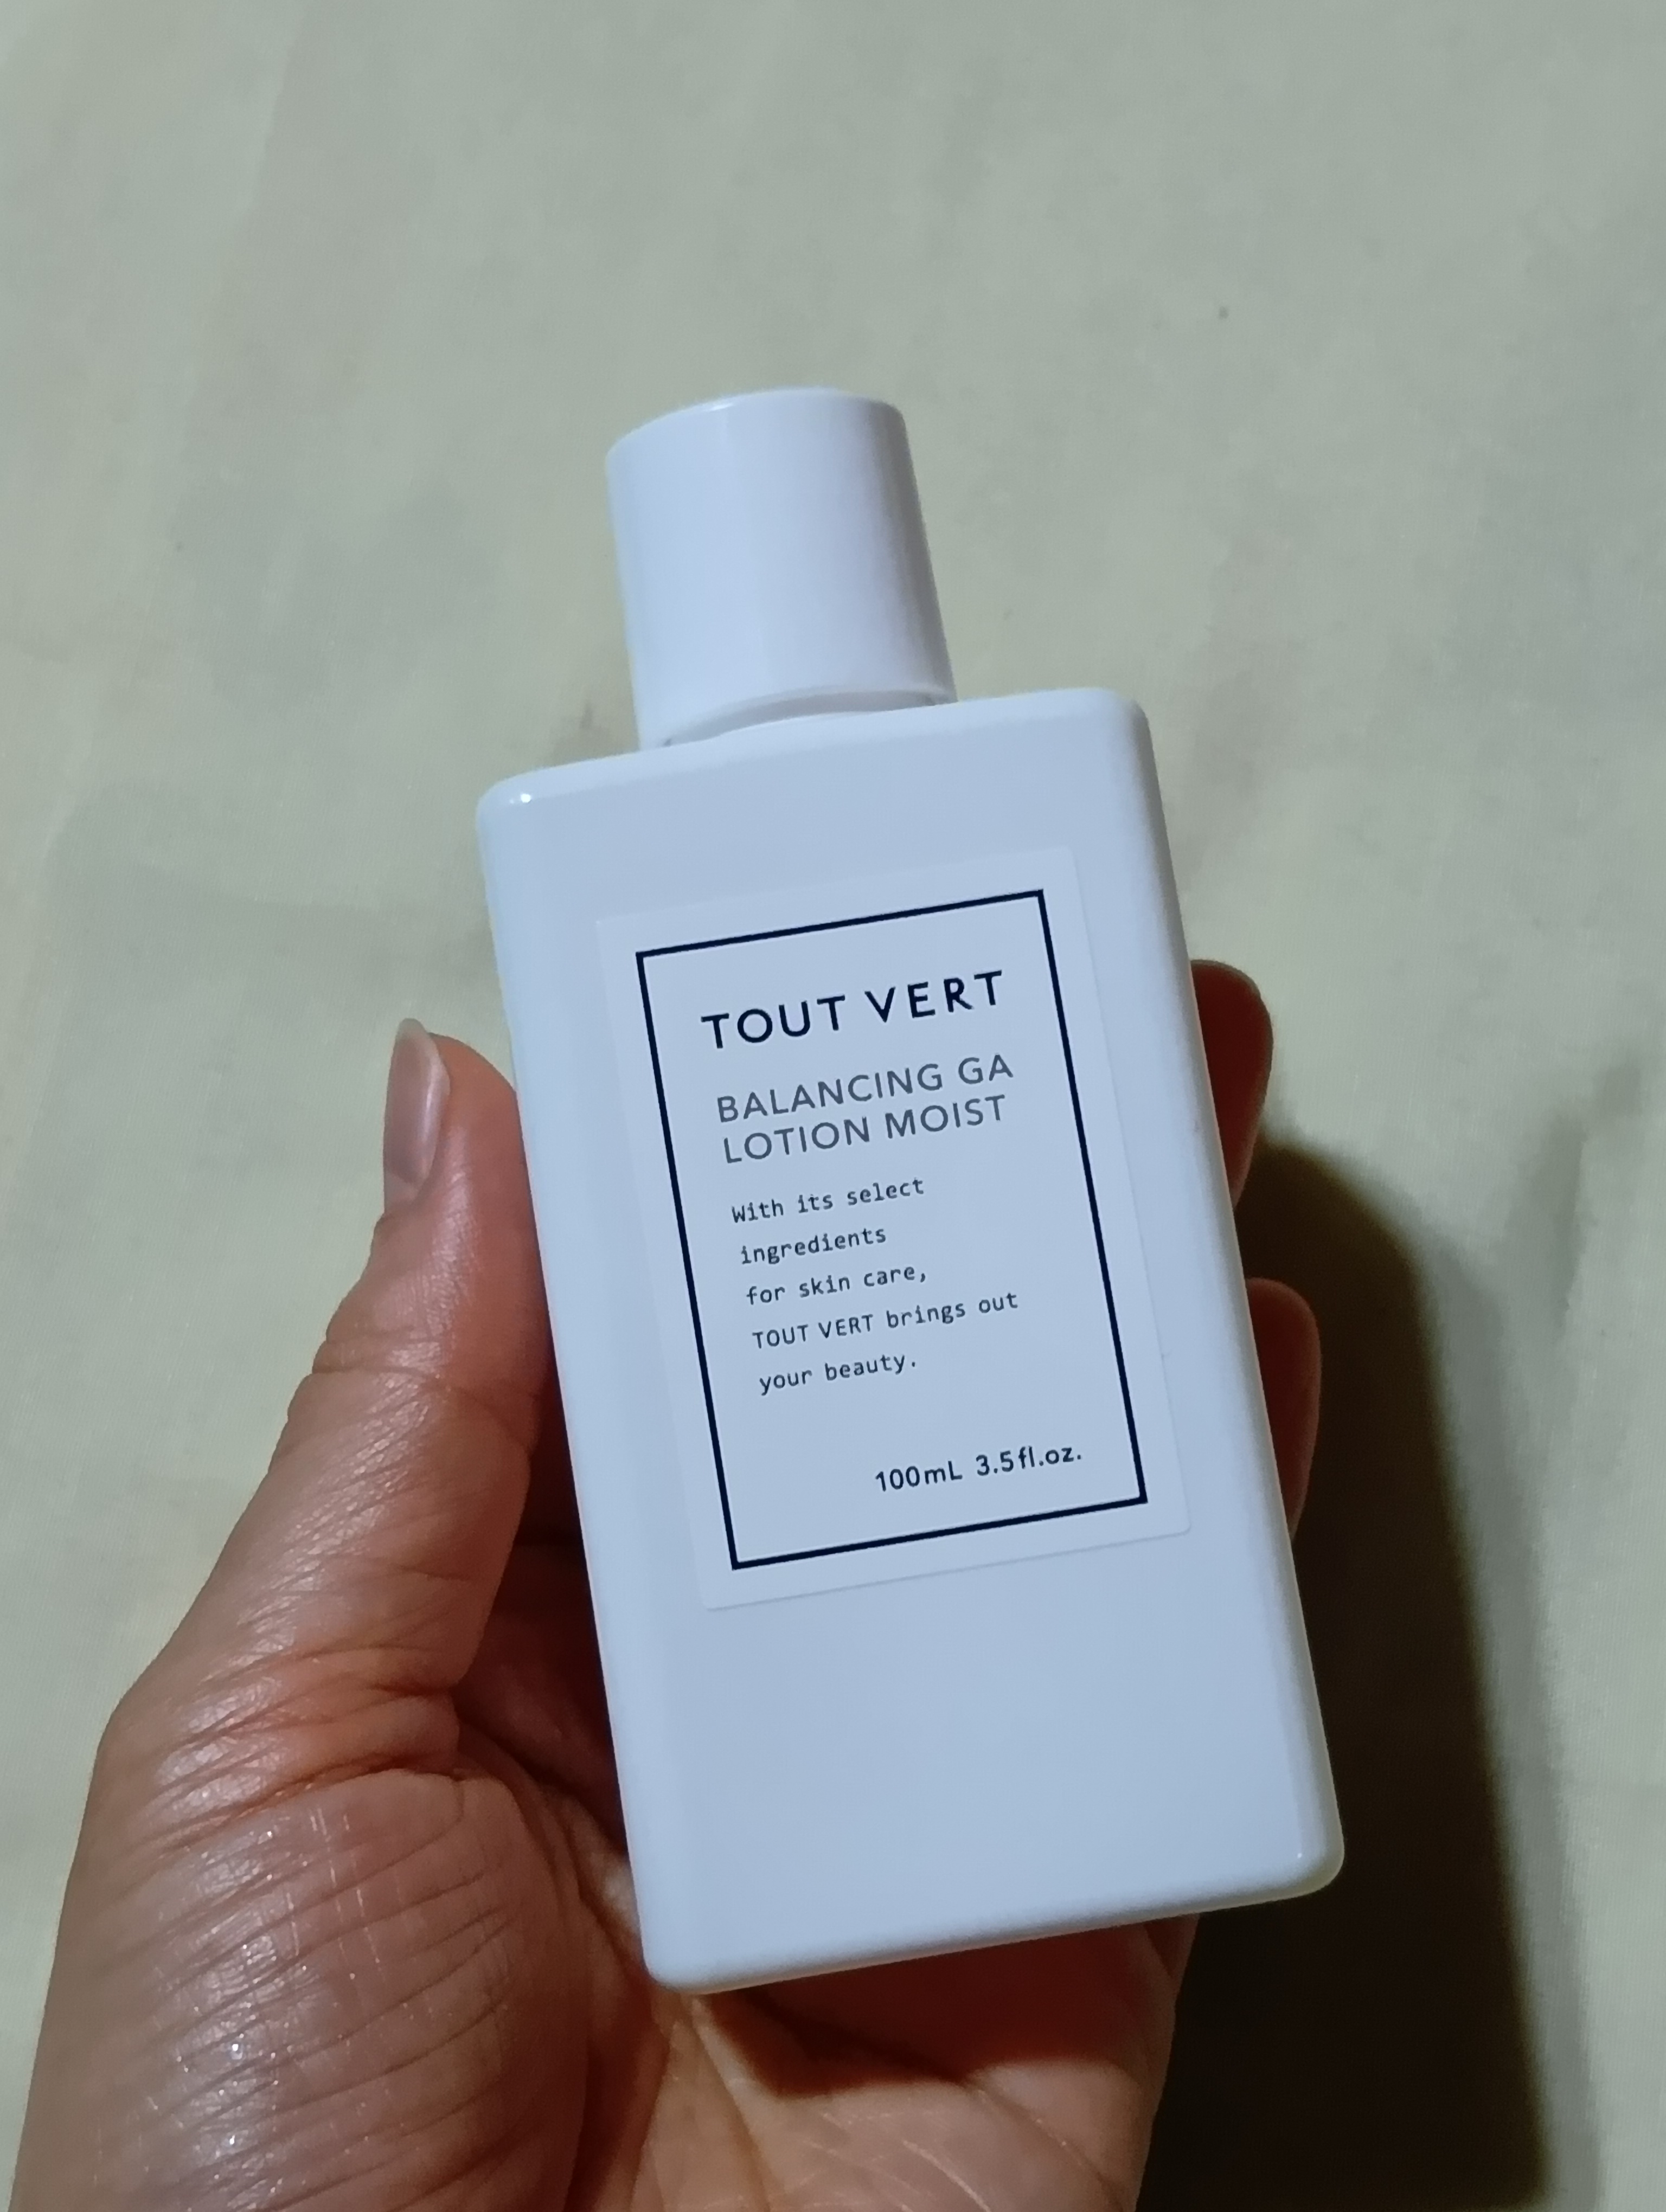 TOUT VERT
BALANCING GA
LOTION MOIST
With its select
ingredients
for skin care,
TOUT VERT brings out
your beauty.
100mL 3.5fl.oz.